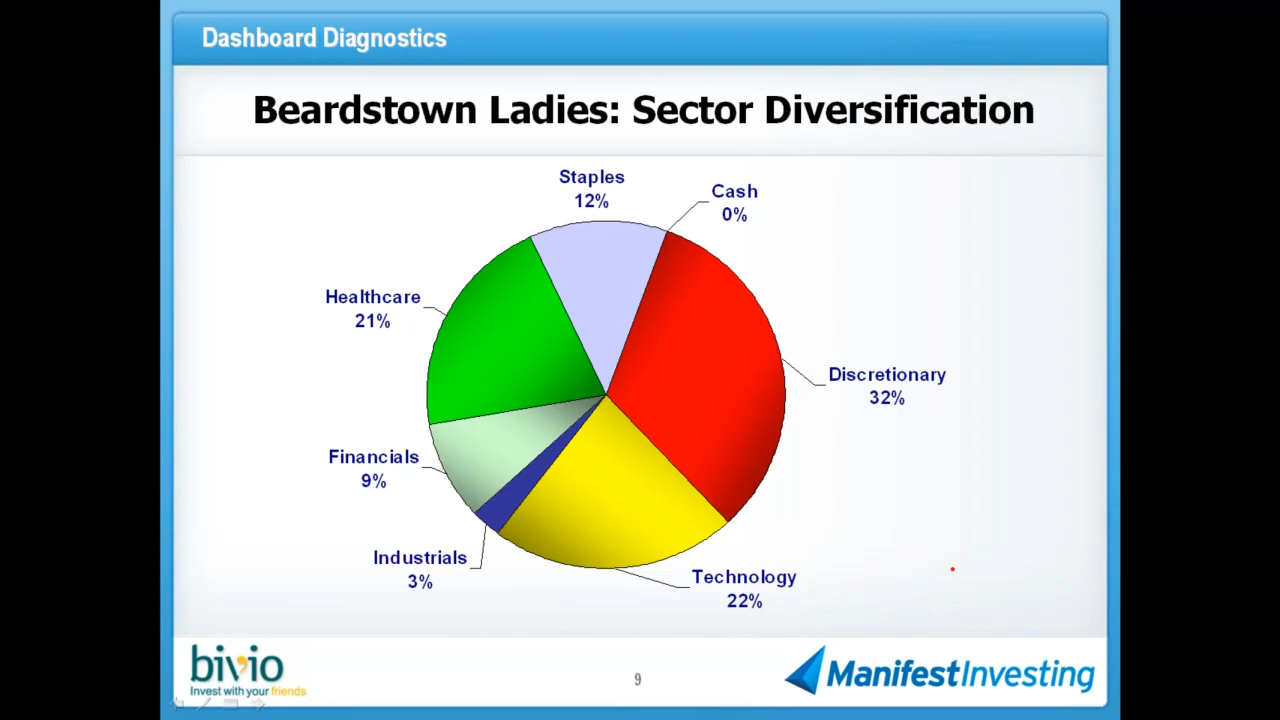 Dashboard Diagnostics
Beardstown Ladies: Sector Diversification
Staples
12%
Cash
0%
Healthcare
21%
Discretionary
32%
Financials
9%
Industrials
3%
Technology
22%
bivio
Invest with your friends
9
ManifestInvesting